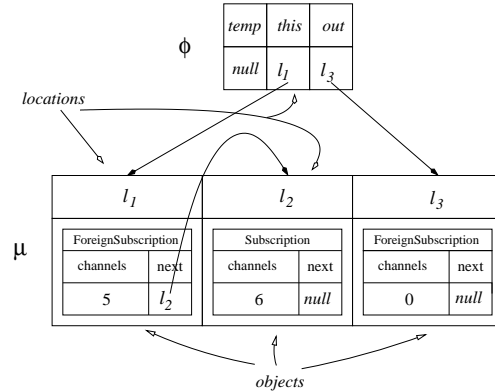 temp this out
ϕ
null l1 l3
locations
l1 l2 l3
μ
ForeignSubscription Subscription ForeignSubscription
channels next channels next channels next
5 l2 6 null 0 null
objects